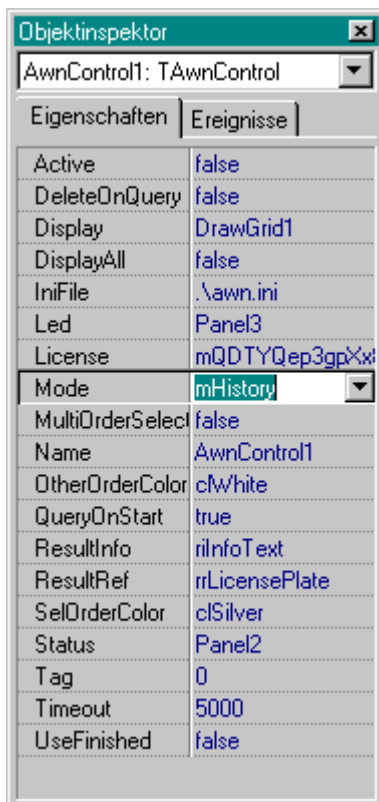 Objektinspektor
AwnControl1: TAwnControl
Eigenschaften Ereignisse
Active false
DeleteOnQuery false
Display DrawGrid1
DisplayAll false
IniFile .\awn.ini
Led Panel3
License mQDTYQep3gpXx
Mode mHistory
MultiOrderSelect false
Name AwnControl1
OtherOrderColor clWhite
QueryOnStart true
ResultInfo riInfoText
ResultRef rrLicensePlate
SelOrderColor clSilver
Status Panel2
Tag 0
Timeout 5000
UseFinished false